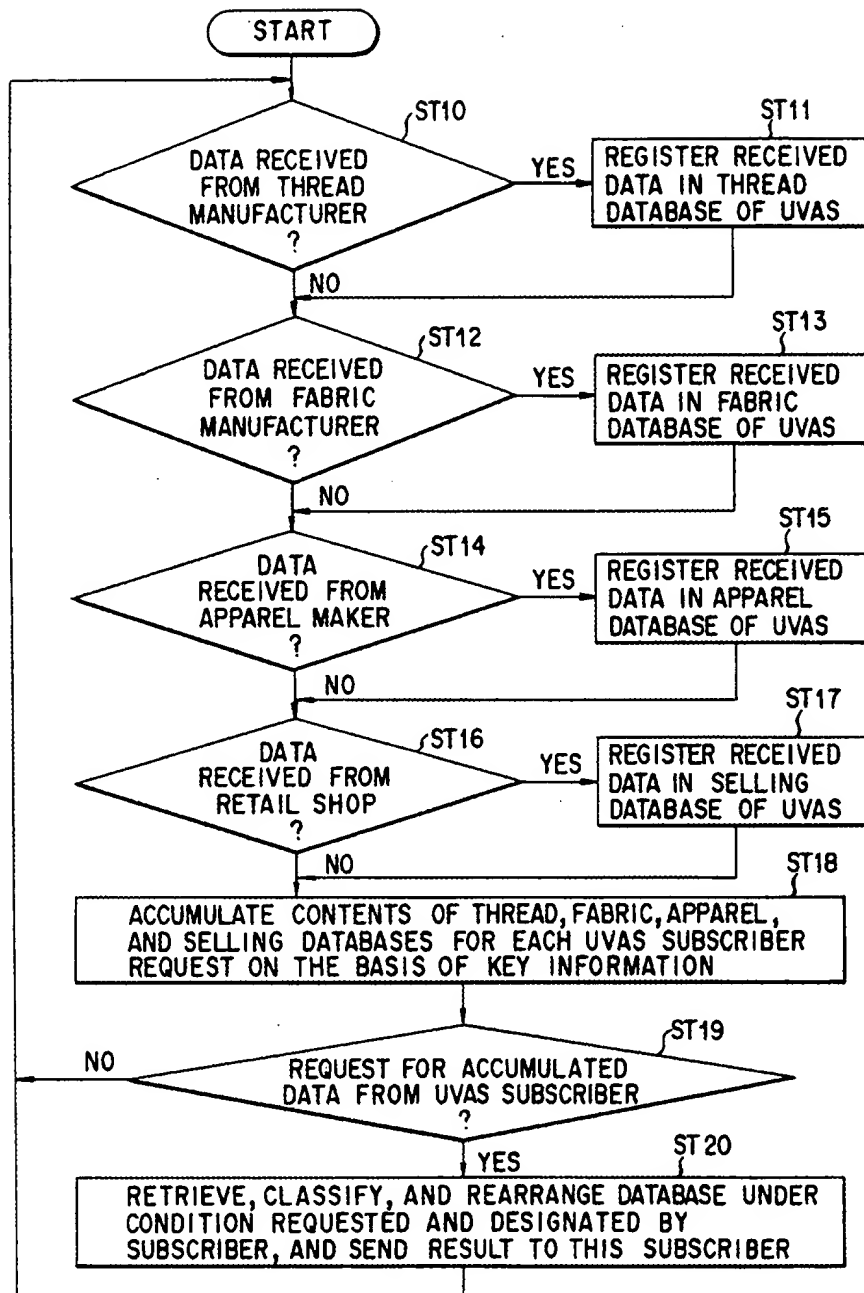 START
ST10
DATA RECEIVED
FROM THREAD
MANUFACTURER
?
YES
ST11
REGISTER RECEIVED
DATA IN THREAD
DATABASE OF UVAS
NO
ST12
DATA RECEIVED
FROM FABRIC
MANUFACTURER
?
YES
ST13
REGISTER RECEIVED
DATA IN FABRIC
DATABASE OF UVAS
NO
ST14
DATA
RECEIVED FROM
APPAREL MAKER
?
YES
ST15
REGISTER RECEIVED
DATA IN APPAREL
DATABASE OF UVAS
NO
ST16
DATA
RECEIVED FROM
RETAIL SHOP
?
YES
ST17
REGISTER RECEIVED
DATA IN SELLING
DATABASE OF UVAS
NO
ST18
ACCUMULATE CONTENTS OF THREAD, FABRIC, APPAREL,
AND SELLING DATABASES FOR EACH UVAS SUBSCRIBER
REQUEST ON THE BASIS OF KEY INFORMATION
ST19
REQUEST FOR ACCUMULATED
DATA FROM UVAS SUBSCRIBER
?
NO
YES
ST20
RETRIEVE, CLASSIFY, AND REARRANGE DATABASE UNDER
CONDITION REQUESTED AND DESIGNATED BY
SUBSCRIBER, AND SEND RESULT TO THIS SUBSCRIBER